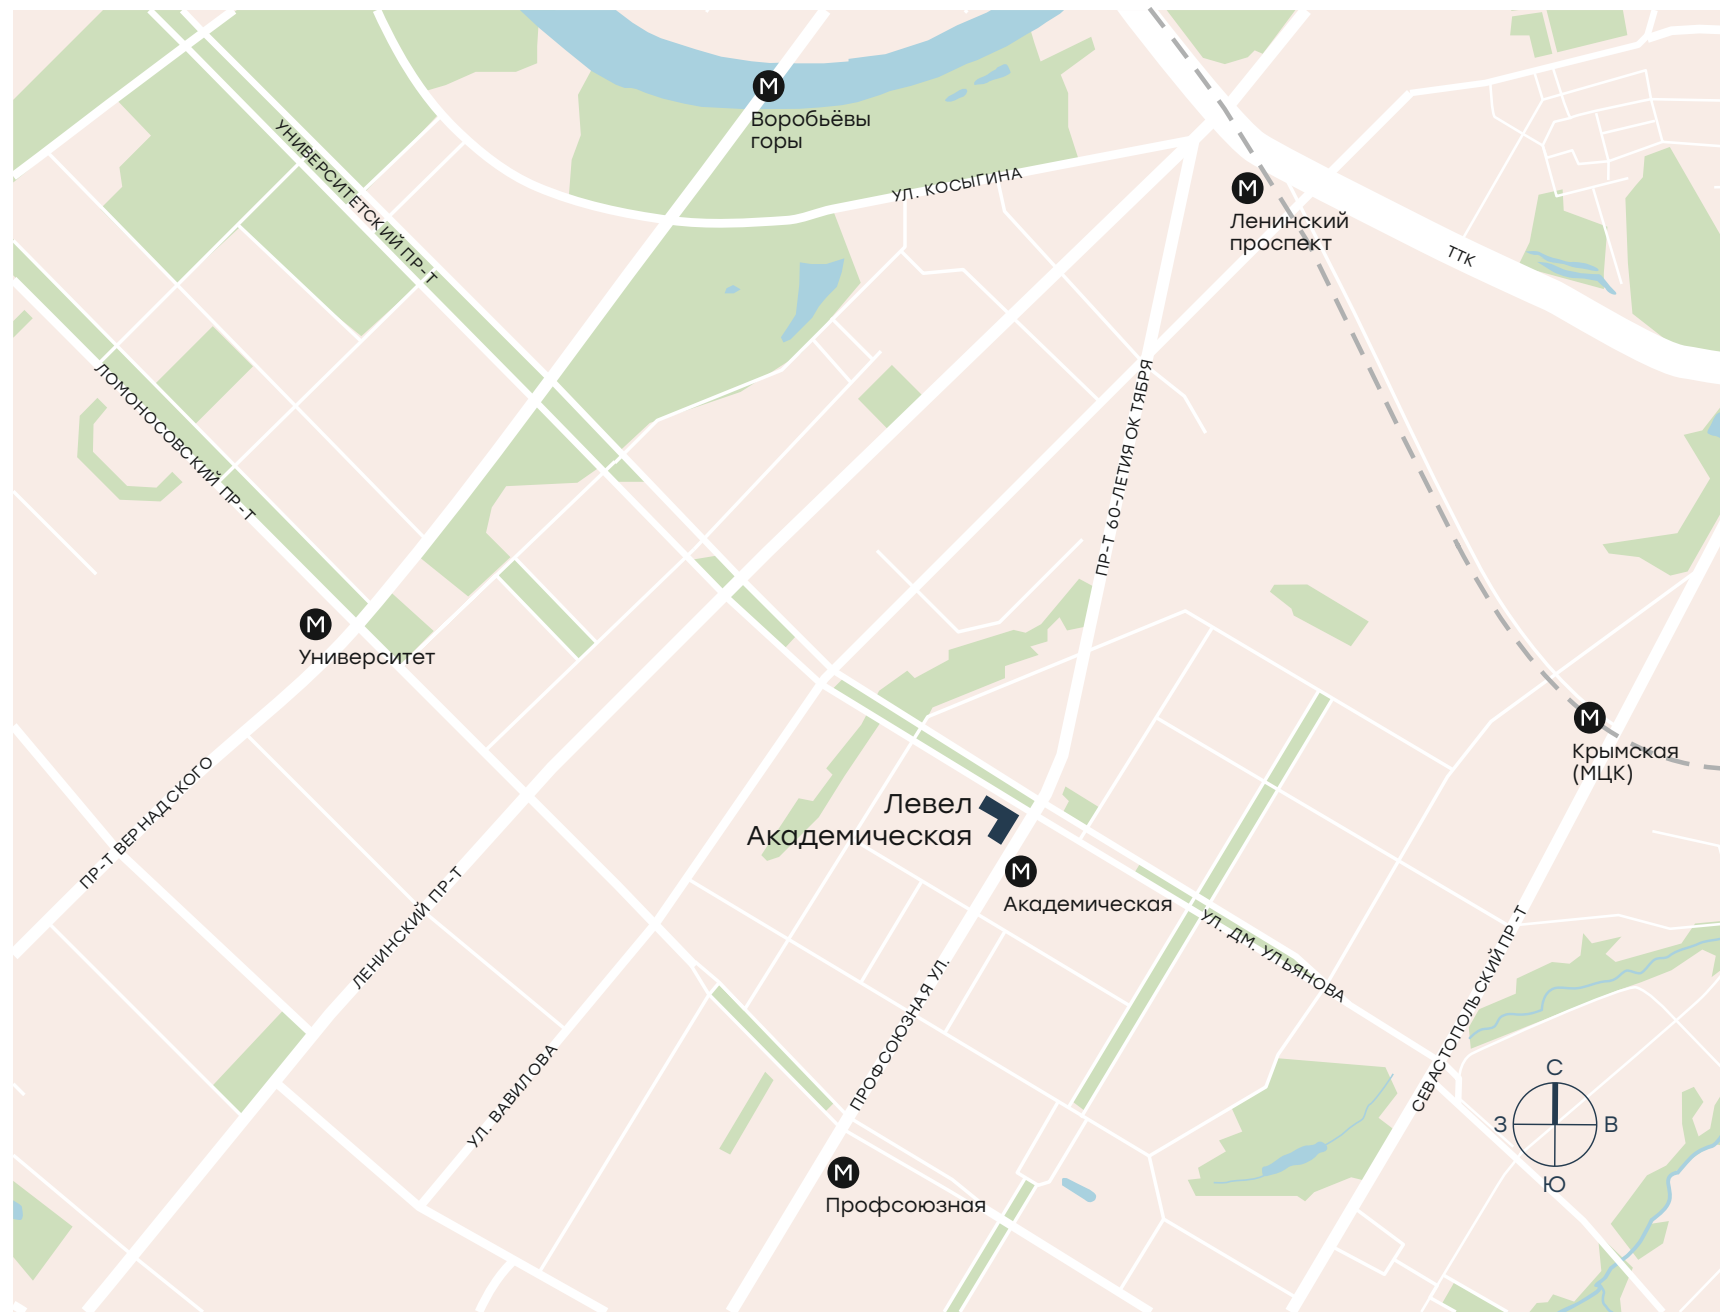 М
Воробьёвы
горы
УНИВЕРСИТЕТСКИЙ ПР-Т
УЛ. КОСЫГИНА
М
Ленинский
проспект
ТТК
ЛОМОНОСОВСКИЙ ПР-Т
ПР-Т 60-ЛЕТИЯ ОКТЯБРЯ
М
Университет
М
Крымская
(МЦК)
ПР-Т ВЕРНАДСКОГО
Левел
Академическая
М
Академическая
ЛЕНИНСКИЙ ПР-Т
УЛ. ДМ. УЛЬЯНОВА
СЕВАСТОПОЛЬСКИЙ ПР-Т
ПРОФСОЮЗНАЯ УЛ.
УЛ. ВАВИЛОВА
С
З
В
Ю
М
Профсоюзная